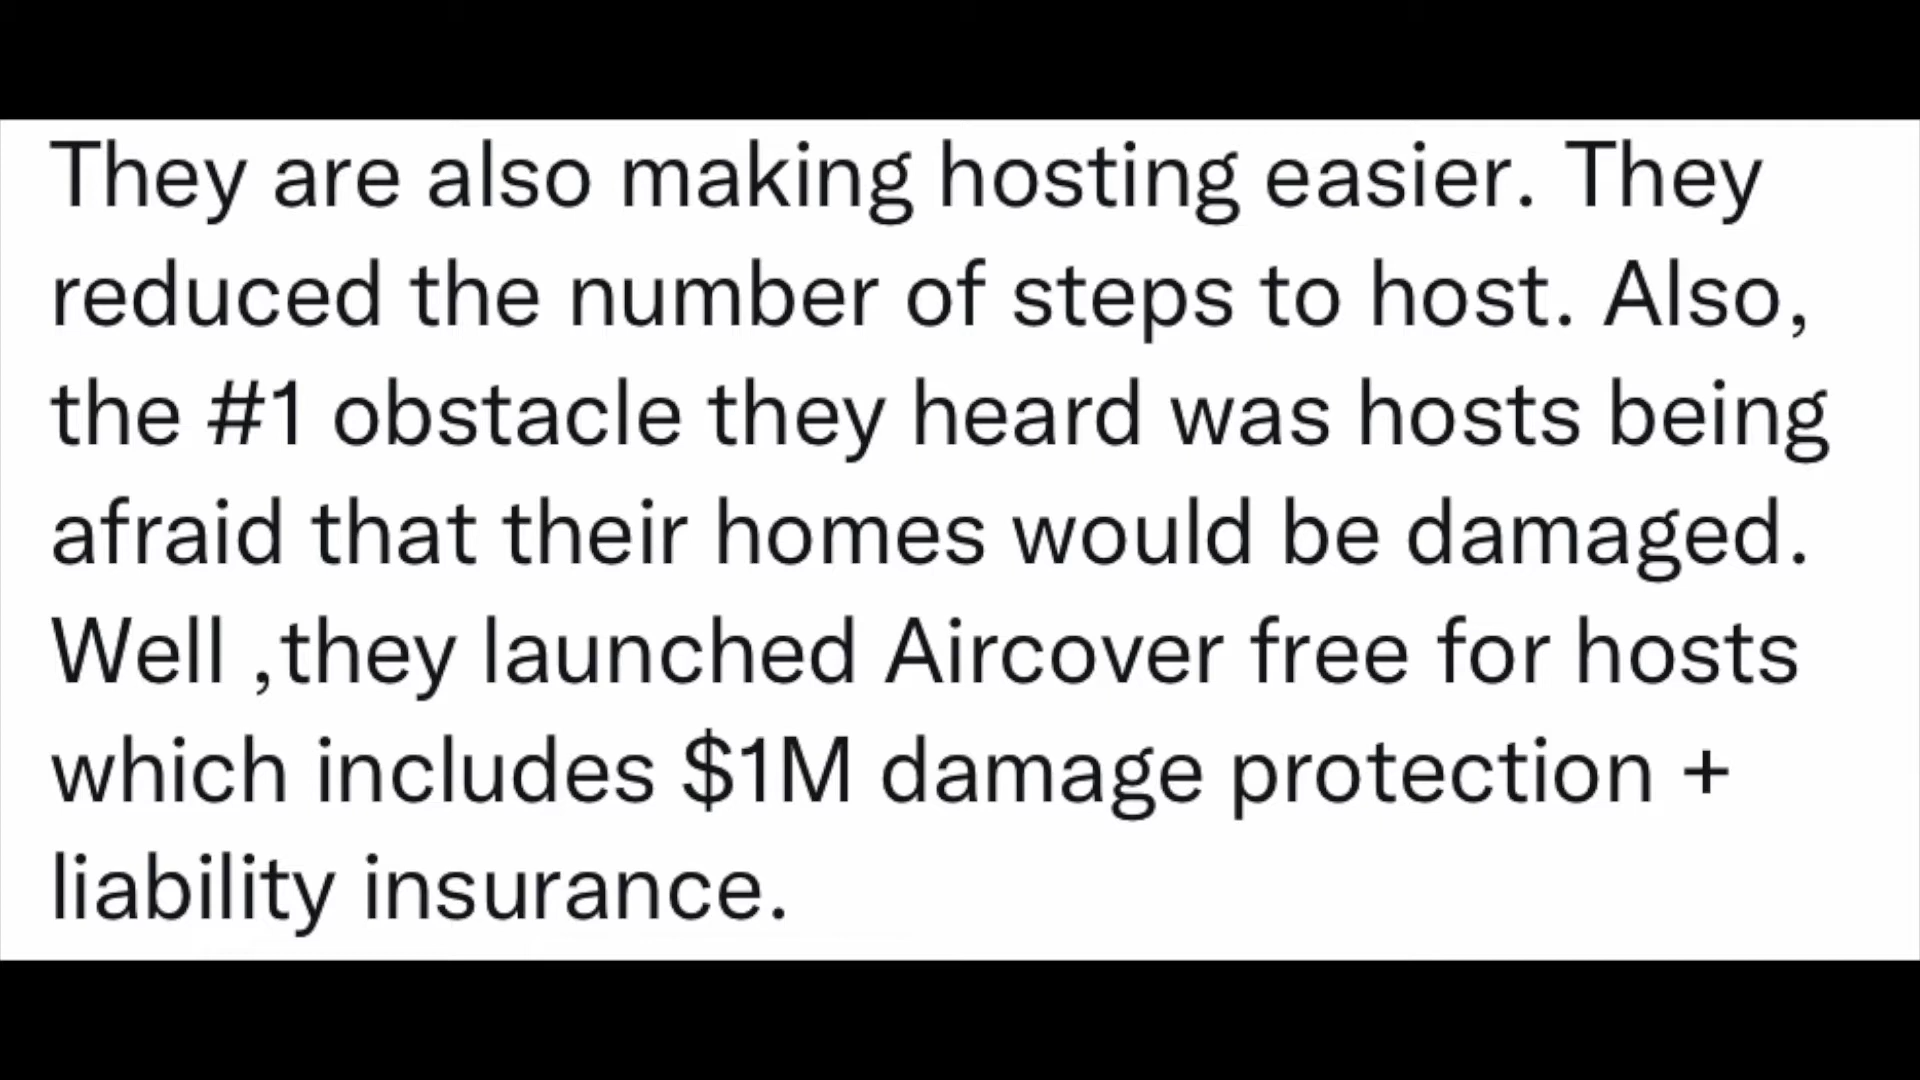 They are also making hosting easier. They
reduced the number of steps to host. Also,
the #1 obstacle they heard was hosts being
afraid that their homes would be damaged.
Well ,they launched Aircover free for hosts
which includes $1M damage protection +
liability insurance.